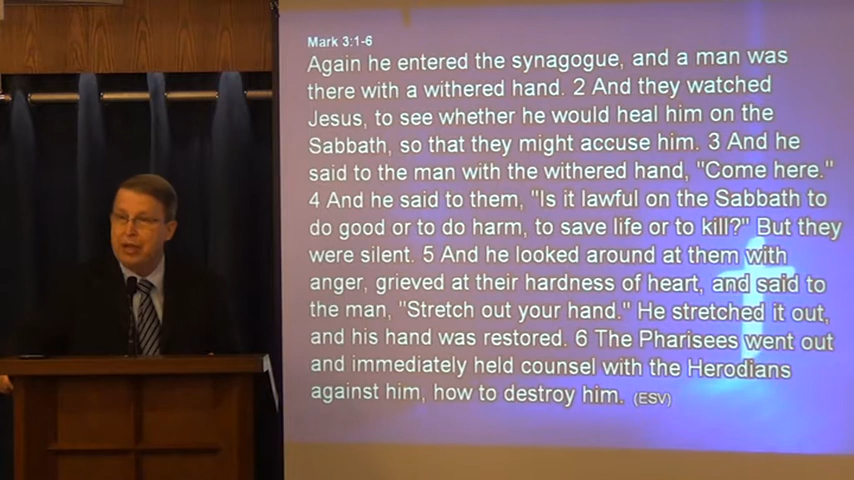 Mark 3:1-6
Again he entered the synagogue, and a man was
there with a withered hand. 2 And they watched
Jesus, to see whether he would heal him on the
Sabbath, so that they might accuse him. 3 And he
said to the man with the withered hand, "Come here."
4 And he said to them, "Is it lawful on the Sabbath to
do good or to do harm, to save life or to kill?" But they
were silent. 5 And he looked around at them with
anger, grieved at their hardness of heart, and said to
the man, "Stretch out your hand." He stretched it out,
and his hand was restored. 6 The Pharisees went out
and immediately held counsel with the Herodians
against him, how to destroy him. (ESV)